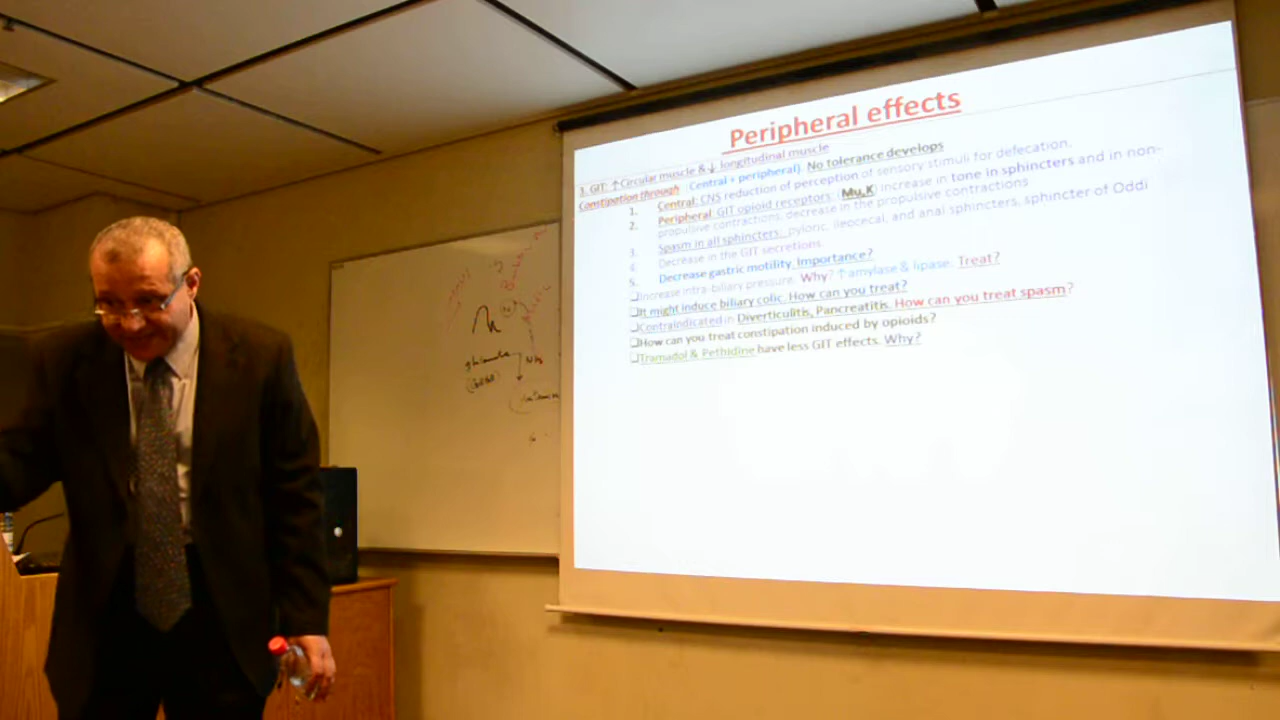 Peripheral effects
3. GIT: ↑Circular muscle &↓ longitudinal muscle
Constipation through (Central + peripheral). No tolerance develops
1. Central: CNS reduction of perception of sensory stimuli for defecation,
2. Peripheral: GIT opioid receptors; (Mu,K) increase in tone in sphincters and in non-
propulsive contractions, decrease in the propulsive contractions
3. Spasm in all sphincters: pyloric, ileocecal, and anal sphincters, sphincter of Oddi
4. Decrease in the GIT secretions
5. Decrease gastric motility. Importance?
❑Increase intra-biliary pressure. Why? ↑ amylase & lipase. Treat?
❑It might induce biliary colic. How can you treat?
❑Contraindicated in Diverticulitis, Pancreatitis. How can you treat spasm?
❑How can you treat constipation induced by opioids?
❑Tramadol & Pethidine have less GIT effects. Why?